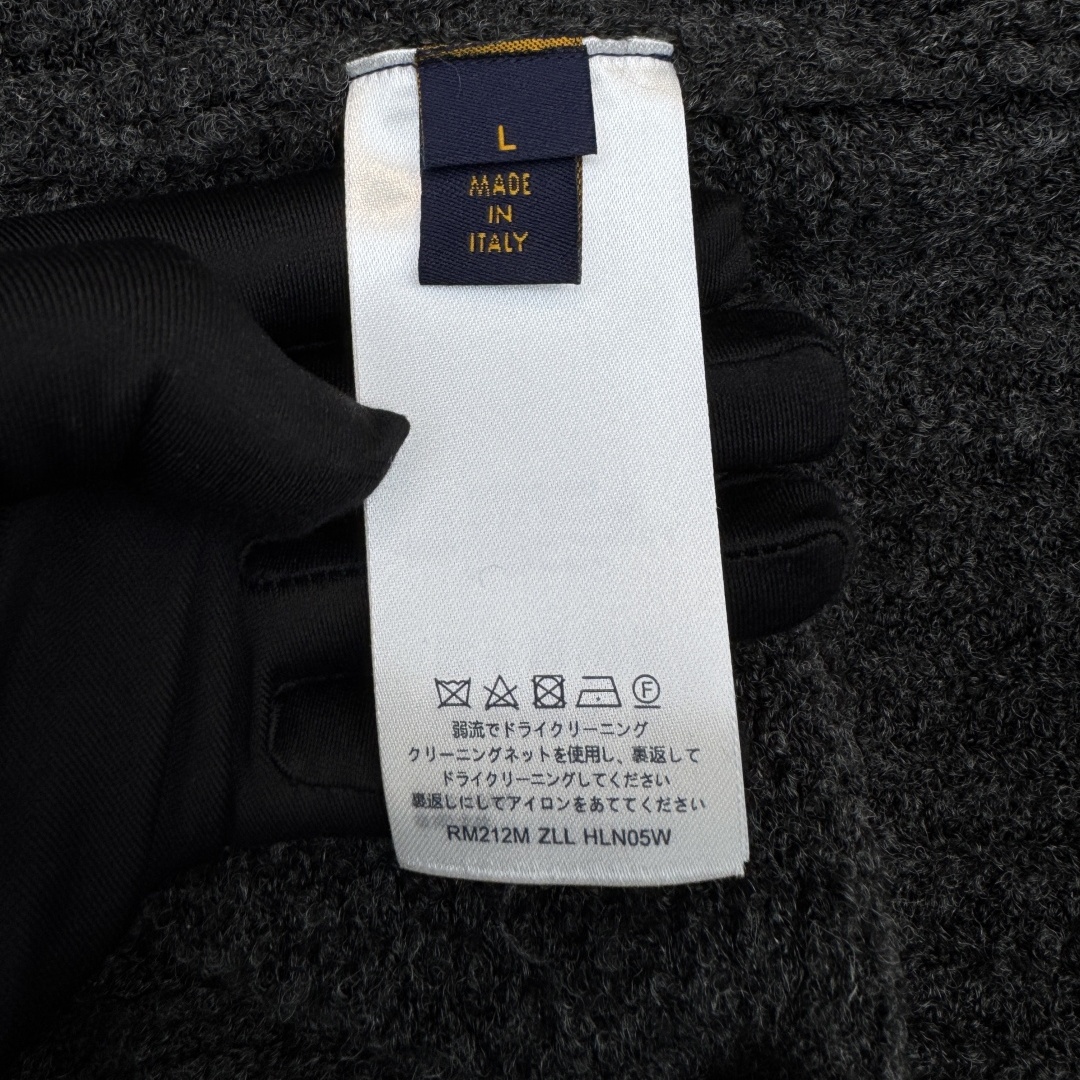 L
MADE
IN
ITALY
F
弱流でドライクリーニング
クリーニングネットを使用し、裏返して
ドライクリーニングしてください
裏返しにしてアイロンをあててください
RM212M ZLL HLN05W